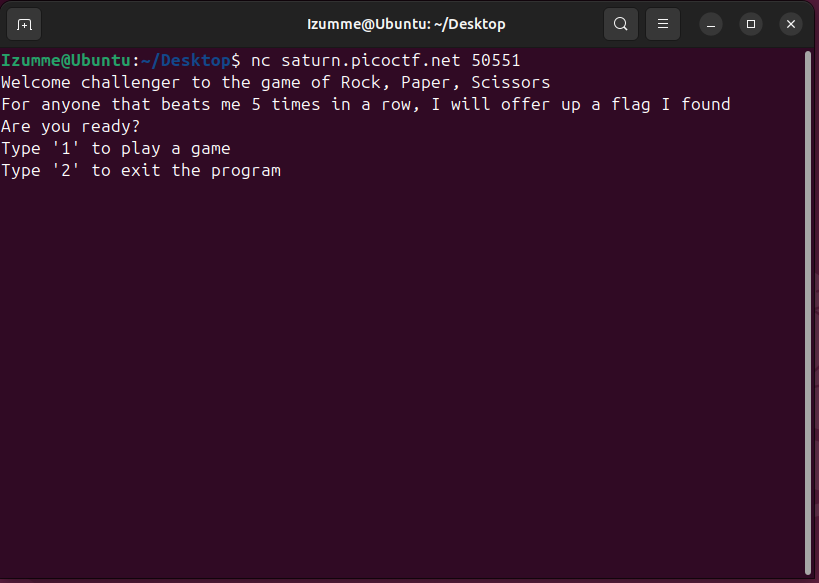 Izumme@Ubuntu: ~/Desktop
Izumme@Ubuntu:~/Desktop$ nc saturn.picoctf.net 50551
Welcome challenger to the game of Rock, Paper, Scissors
For anyone that beats me 5 times in a row, I will offer up a flag I found
Are you ready?
Type '1' to play a game
Type '2' to exit the program